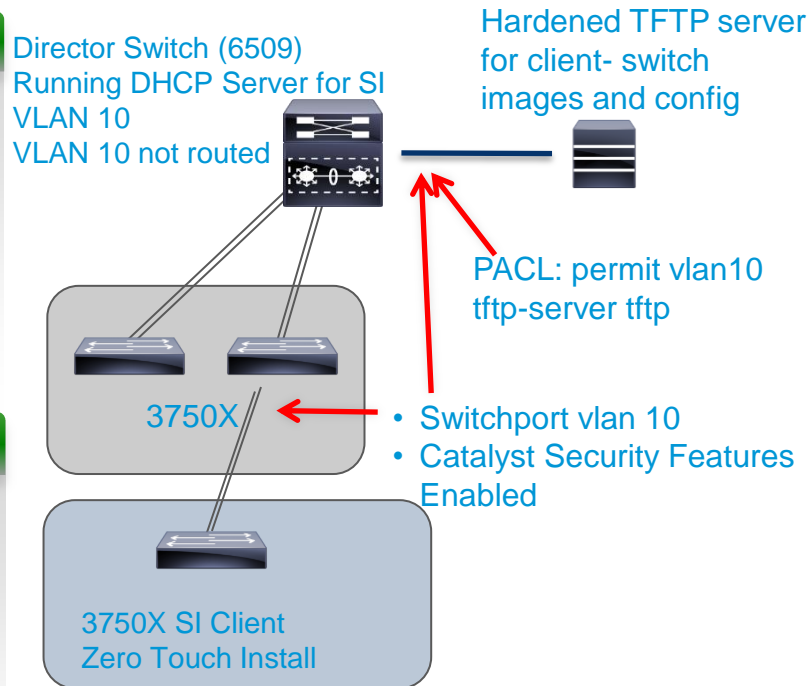 Director Switch (6509)
Running DHCP Server for SI
VLAN 10
VLAN 10 not routed
Hardened TFTP server
for client- switch
images and config
PACL: permit vlan10
tftp-server tftp
3750X
• Switchport vlan 10
• Catalyst Security Features
Enabled
3750X SI Client
Zero Touch Install